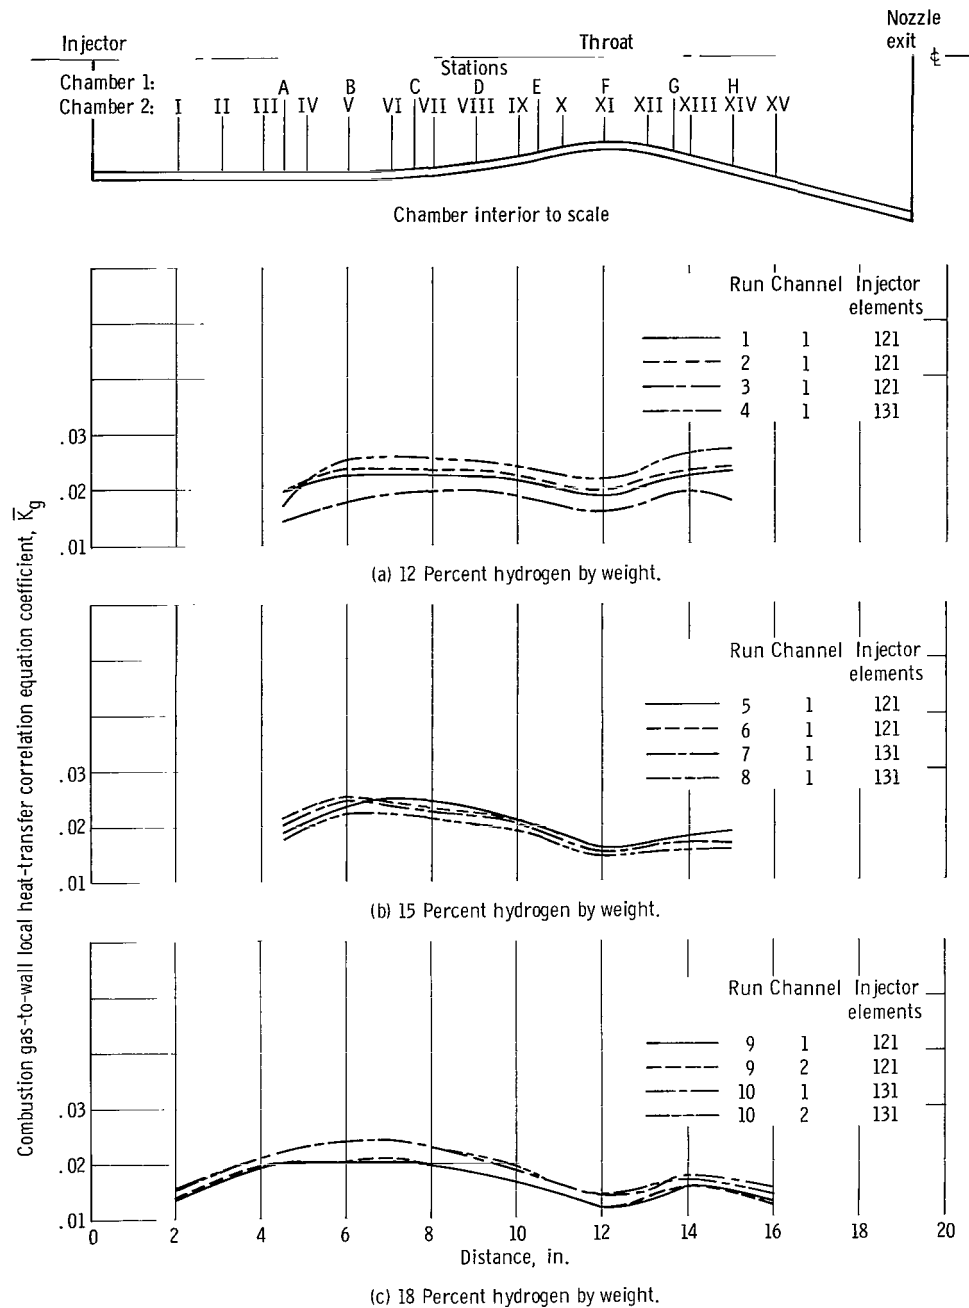 Injector
Throat
Nozzle
exit
℄
Stations
Chamber 1: A B C D E F G H
Chamber 2: I II III IV V VI VII VIII IX X XI XII XIII XIV XV
Chamber interior to scale
Combustion gas-to-wall local heat-transfer correlation equation coefficient, K̅g
Run Channel Injector
elements
1 1 121
2 1 121
3 1 121
4 1 131
.03
.02
.01
(a) 12 Percent hydrogen by weight.
Run Channel Injector
elements
5 1 121
6 1 121
7 1 131
8 1 131
.03
.02
.01
(b) 15 Percent hydrogen by weight.
Run Channel Injector
elements
9 1 121
9 2 121
10 1 131
10 2 131
.03
.02
.01
0 2 4 6 8 10 12 14 16 18 20
Distance, in.
(c) 18 Percent hydrogen by weight.